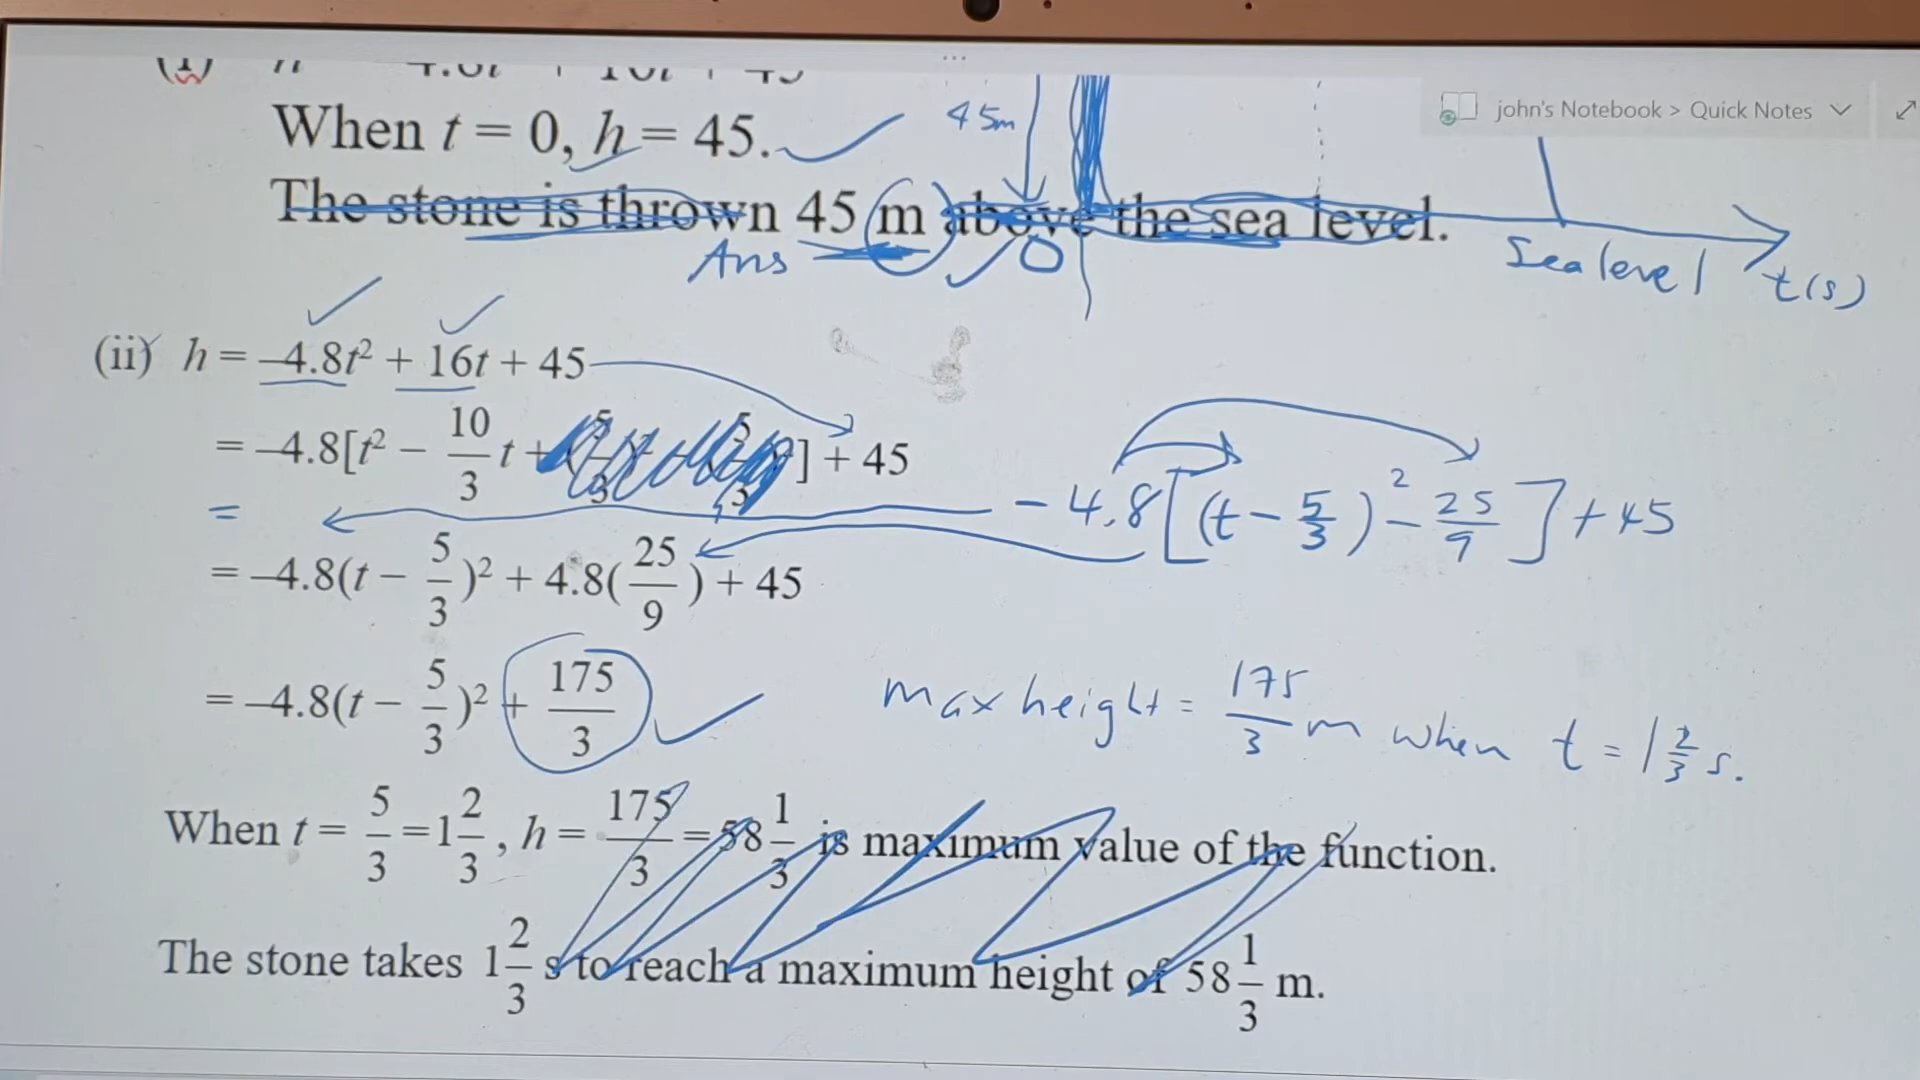 john's Notebook > Quick Notes
When t = 0, h = 45.
45m
The stone is thrown 45 m above the sea level.
Ans
O
Sea level
t(s)
(ii) h = –4.8t² + 16t + 45
= –4.8[t² – 10/3 t + ] + 45
– 4.8[(t – 5/3)² – 25/9] + 45
=
= –4.8(t – 5/3)² + 4.8(25/9) + 45
= –4.8(t – 5/3)² + 175/3
max height = 175/3 m when t = 1 2/3 s.
When t = 5/3 = 1 2/3, h = 175/3 = 58 1/3 is maximum value of the function.
The stone takes 1 2/3 s to reach a maximum height of 58 1/3 m.